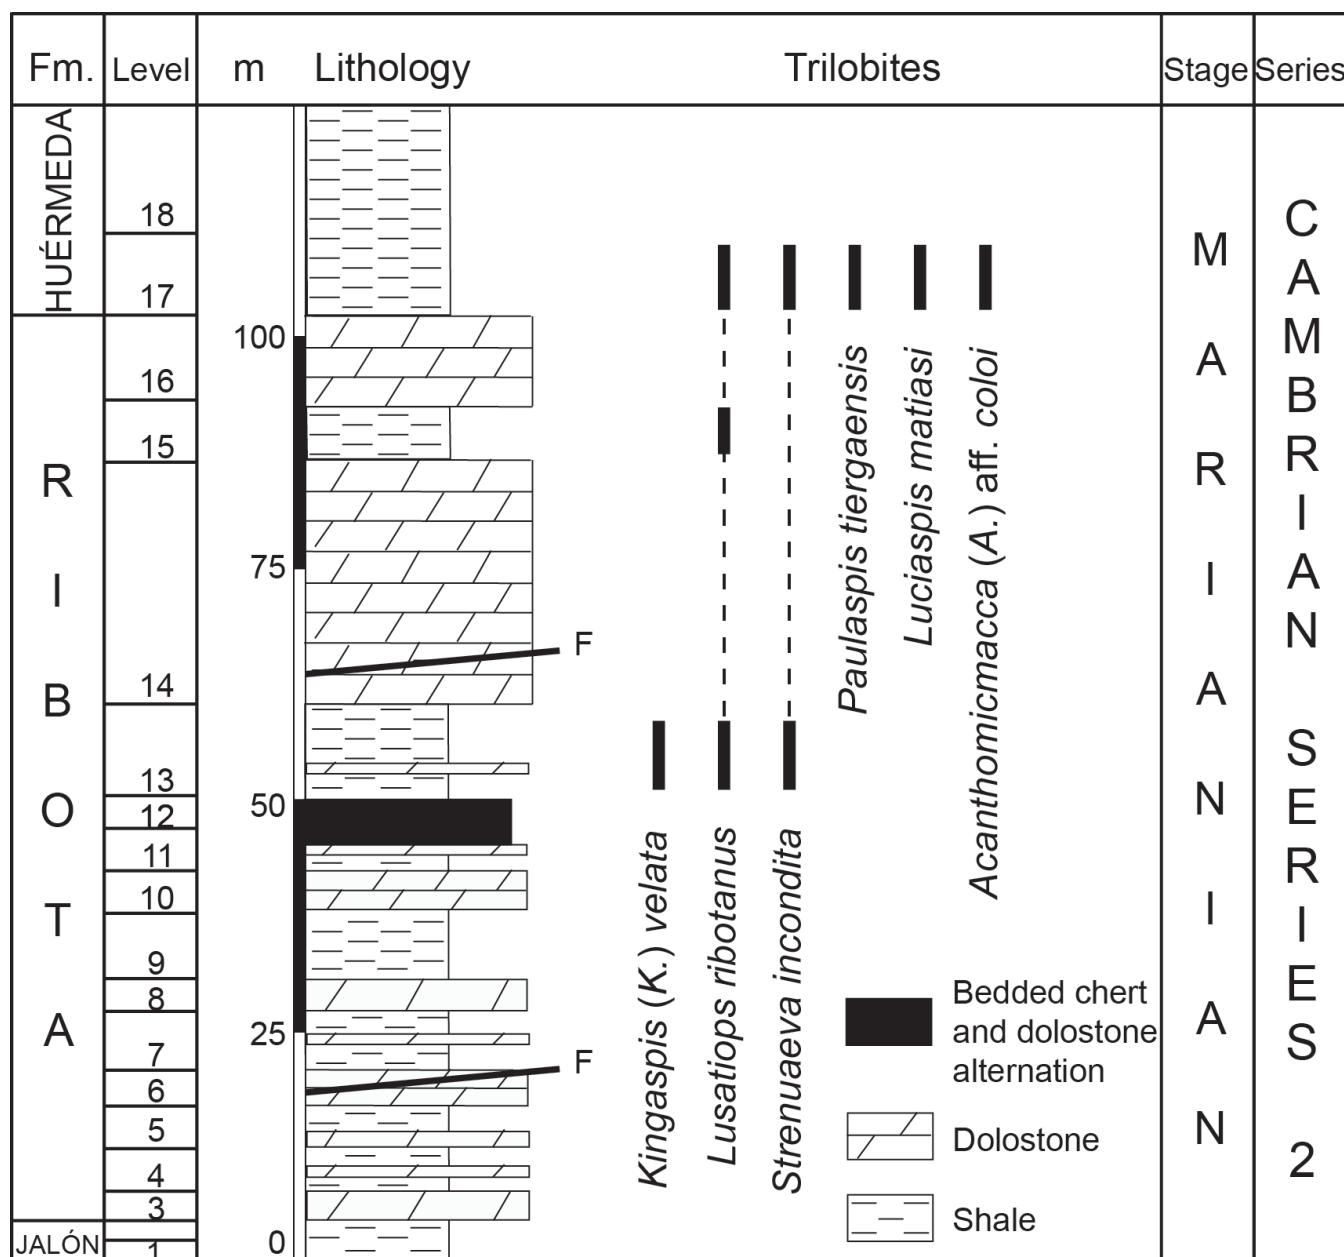 Fm.
Level
m
Lithology
Trilobites
Stage
Series
HUÉRMEDA
RIBOTA
JALÓN
18
17
16
15
14
13
12
11
10
9
8
7
6
5
4
3
1
100
75
50
25
0
F
F
Kingaspis (K.) velata
Lusatiops ribotanus
Strenuaeva incondita
Paulaspis tiergaensis
Luciaspis matiasi
Acanthomicmacca (A.) aff. coloi
Bedded chert
and dolostone
alternation
Dolostone
Shale
MARIANIAN
CAMBRIAN SERIES 2